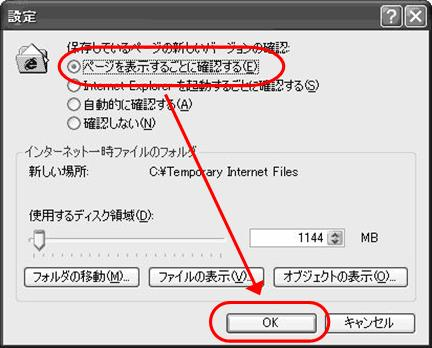 設定
保存しているページの新しいバージョンの確認:
ページを表示するごとに確認する(E)
Internet Explorer を起動するごとに確認する(S)
自動的に確認する(A)
確認しない(N)
インターネット一時ファイルのフォルダ
新しい場所: C:¥Temporary Internet Files
使用するディスク領域(D):
1144 MB
フォルダの移動(M)... ファイルの表示(V)... オブジェクトの表示(O)...
OK キャンセル